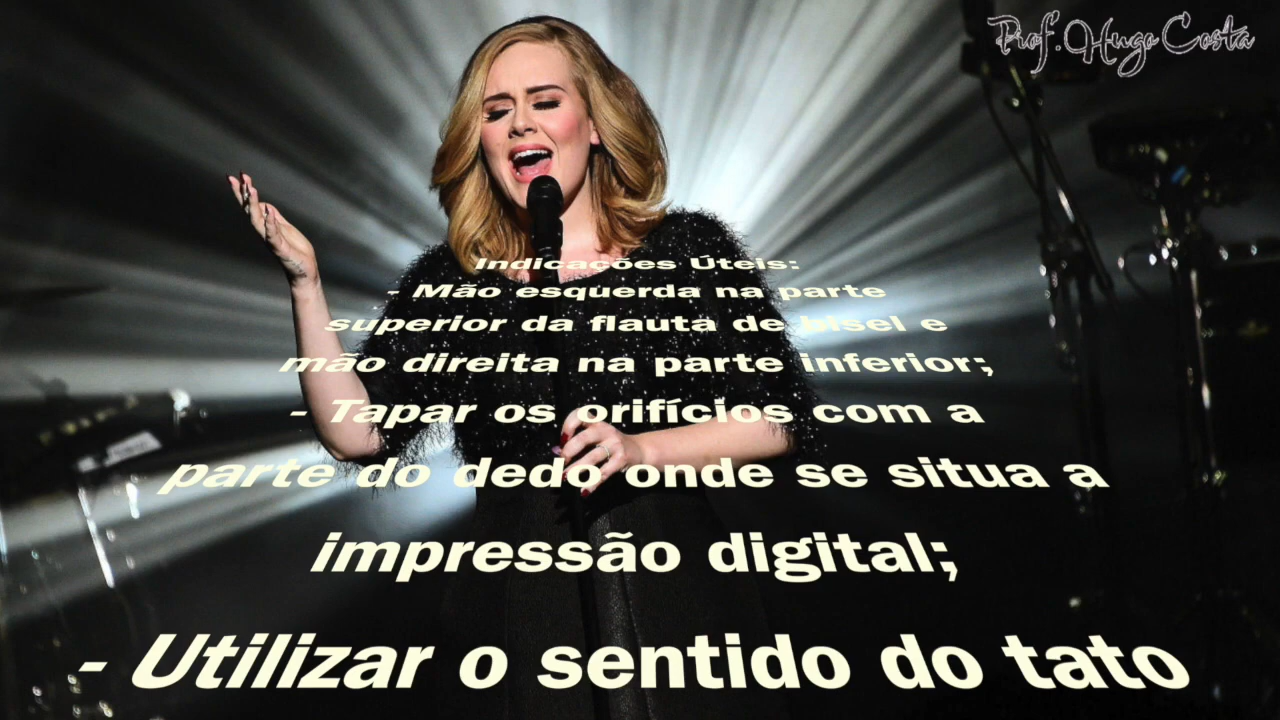 Prof. Hugo Costa
Indicações Úteis:
- Mão esquerda na parte
superior da flauta de bisel e
mão direita na parte inferior;
- Tapar os orifícios com a
parte do dedo onde se situa a
impressão digital;
- Utilizar o sentido do tato